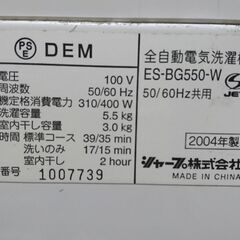 PS E DEM
全自動電気洗濯機
ES-BG550-W
電圧 100 V
周波数 50/60 Hz
50/60Hz共用
JET
機定格消費電力 310/400 W
洗濯容量 5.5 kg
室内干し容量 3.0 kg
時間 標準コース 39/35 min
洗いのみ 17/15 min
室内干し 2 hour
番号 1007739
2004年製
シャープ株式会
MADE IN CHINA